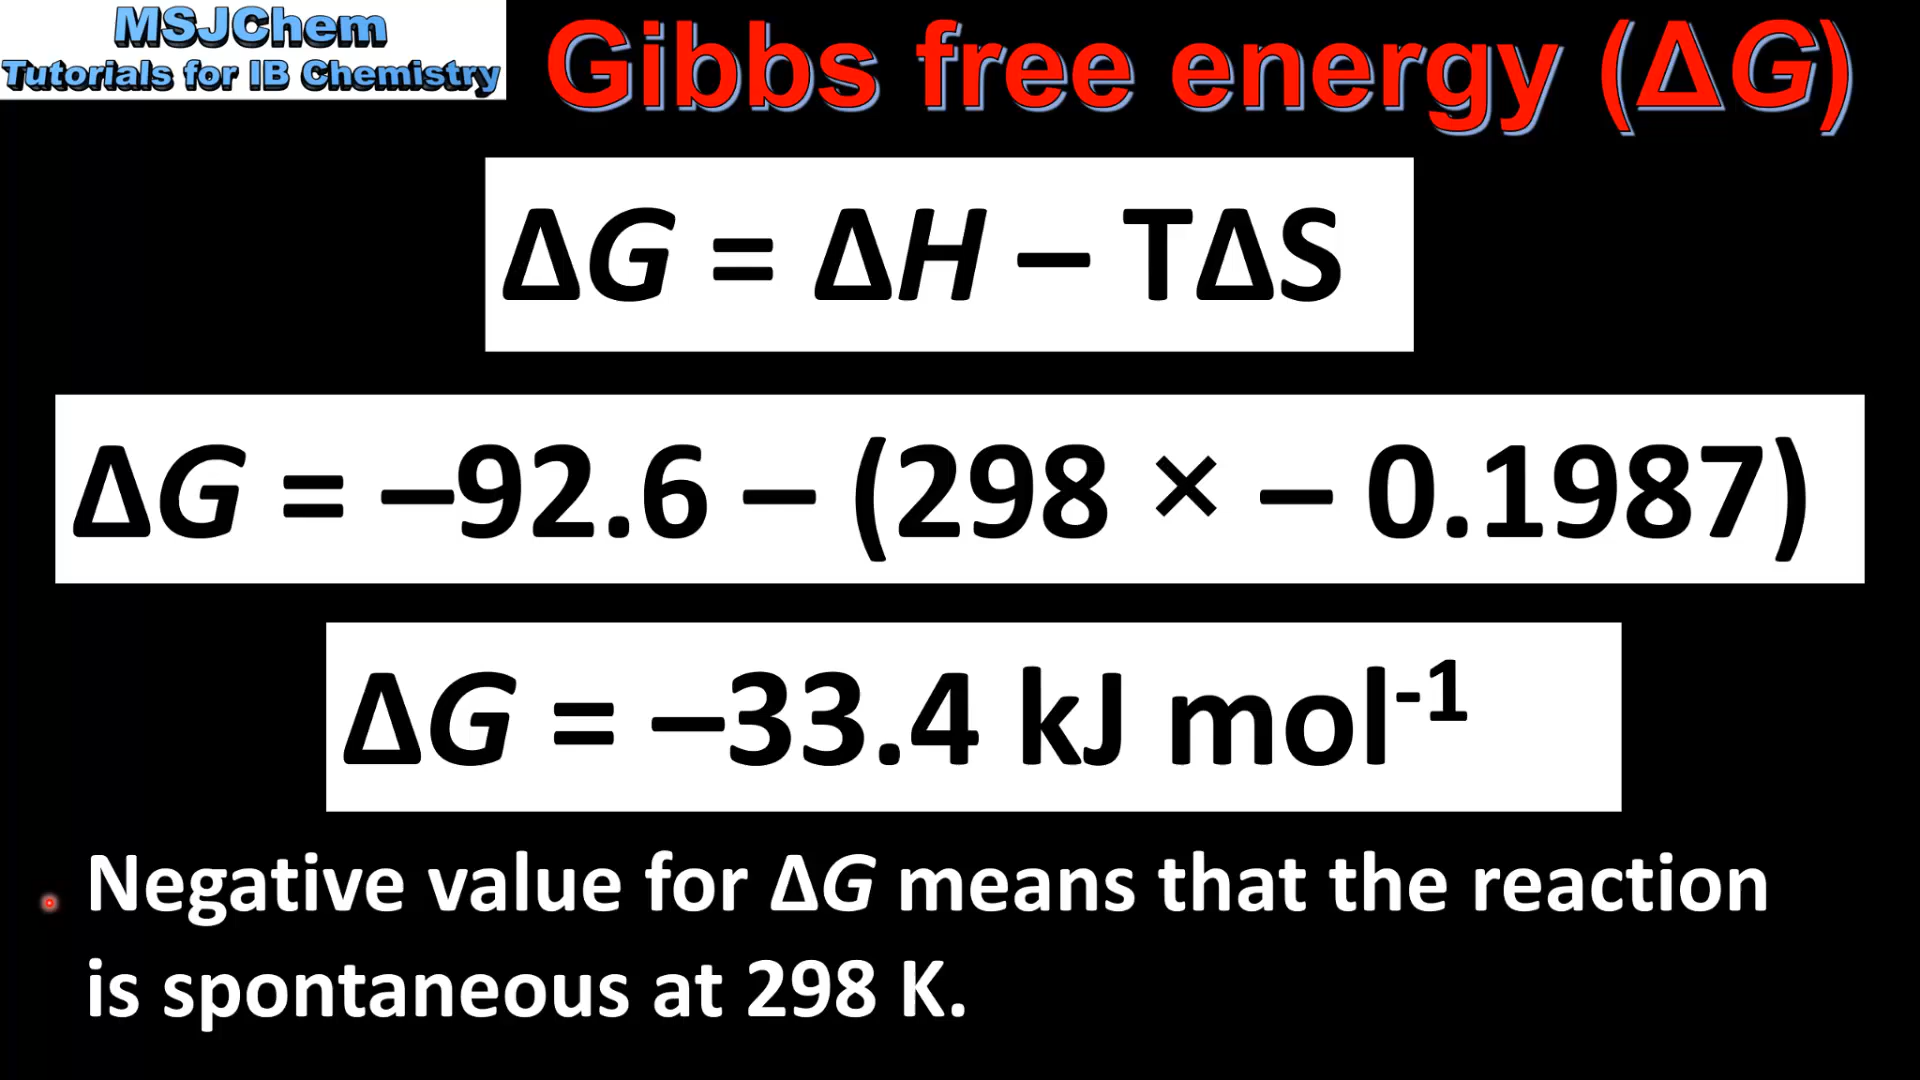 MSJChem
Tutorials for IB Chemistry
Gibbs free energy (ΔG)
ΔG = ΔH – TΔS
ΔG = –92.6 – (298 × – 0.1987)
ΔG = –33.4 kJ mol⁻¹
Negative value for ΔG means that the reaction
is spontaneous at 298 K.